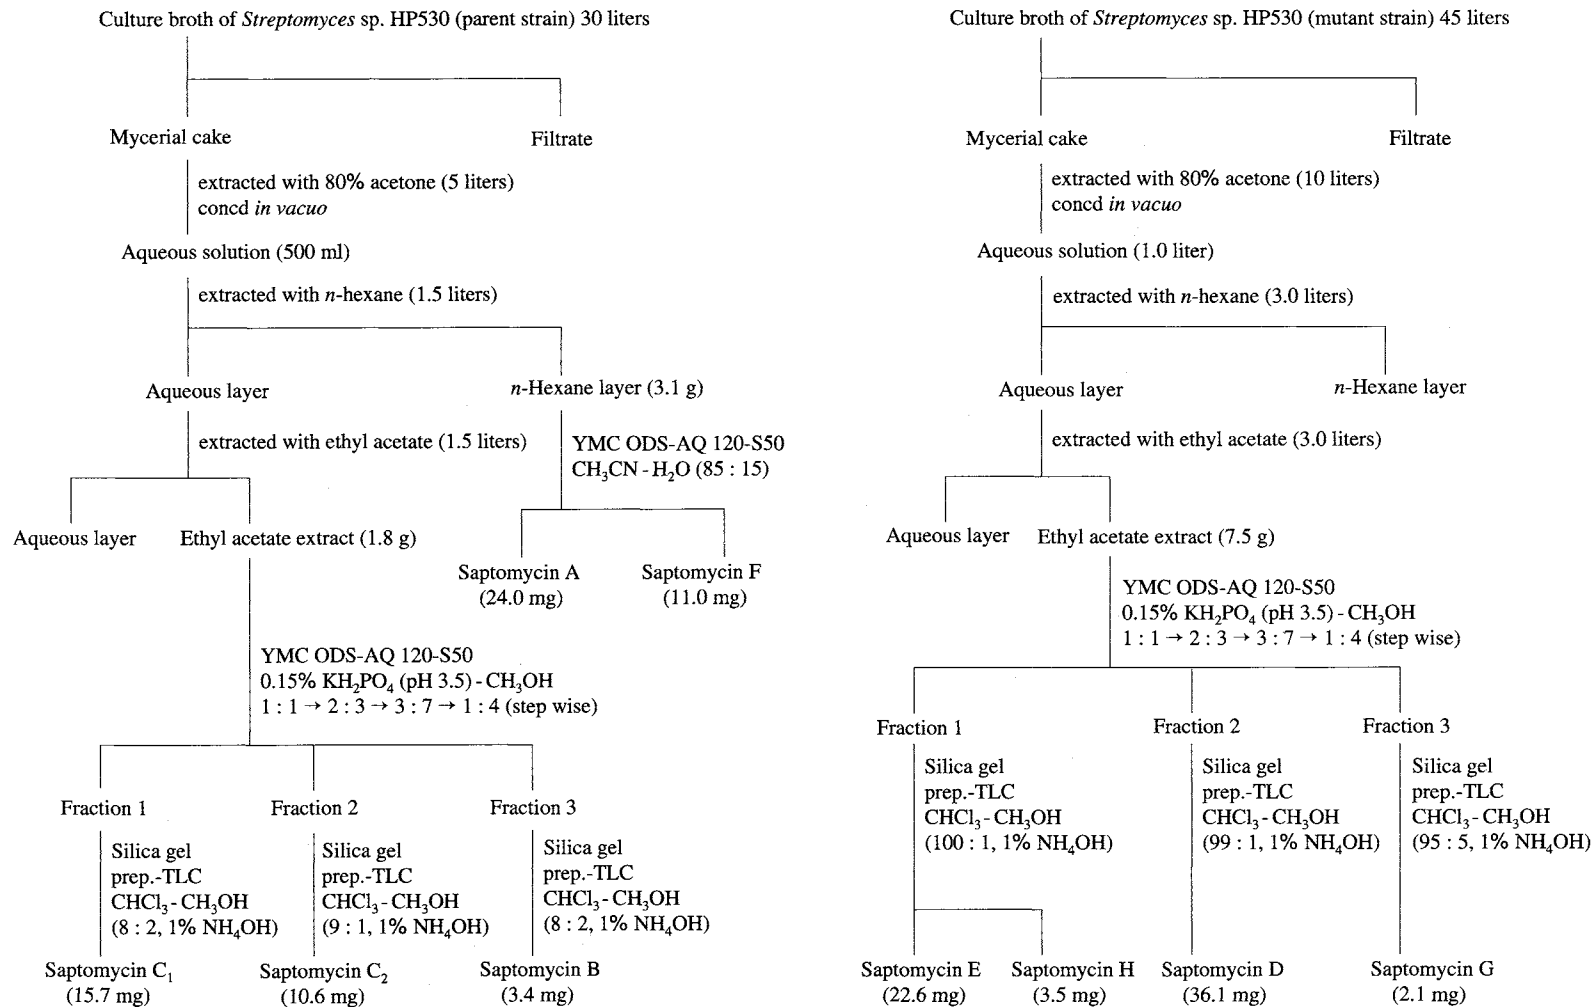 Culture broth of Streptomyces sp. HP530 (parent strain) 30 liters
Mycerial cake
Filtrate
extracted with 80% acetone (5 liters)
concd in vacuo
Aqueous solution (500 ml)
extracted with n-hexane (1.5 liters)
Aqueous layer
n-Hexane layer (3.1 g)
extracted with ethyl acetate (1.5 liters)
YMC ODS-AQ 120-S50
CH₃CN - H₂O (85 : 15)
Aqueous layer
Ethyl acetate extract (1.8 g)
Saptomycin A
(24.0 mg)
Saptomycin F
(11.0 mg)
YMC ODS-AQ 120-S50
0.15% KH₂PO₄ (pH 3.5) - CH₃OH
1 : 1 → 2 : 3 → 3 : 7 → 1 : 4 (step wise)
Fraction 1
Fraction 2
Fraction 3
Silica gel
prep.-TLC
CHCl₃ - CH₃OH
(8 : 2, 1% NH₄OH)
Silica gel
prep.-TLC
CHCl₃ - CH₃OH
(9 : 1, 1% NH₄OH)
Silica gel
prep.-TLC
CHCl₃ - CH₃OH
(8 : 2, 1% NH₄OH)
Saptomycin C₁
(15.7 mg)
Saptomycin C₂
(10.6 mg)
Saptomycin B
(3.4 mg)
Culture broth of Streptomyces sp. HP530 (mutant strain) 45 liters
Mycerial cake
Filtrate
extracted with 80% acetone (10 liters)
concd in vacuo
Aqueous solution (1.0 liter)
extracted with n-hexane (3.0 liters)
Aqueous layer
n-Hexane layer
extracted with ethyl acetate (3.0 liters)
Aqueous layer
Ethyl acetate extract (7.5 g)
YMC ODS-AQ 120-S50
0.15% KH₂PO₄ (pH 3.5) - CH₃OH
1 : 1 → 2 : 3 → 3 : 7 → 1 : 4 (step wise)
Fraction 1
Fraction 2
Fraction 3
Silica gel
prep.-TLC
CHCl₃ - CH₃OH
(100 : 1, 1% NH₄OH)
Silica gel
prep.-TLC
CHCl₃ - CH₃OH
(99 : 1, 1% NH₄OH)
Silica gel
prep.-TLC
CHCl₃ - CH₃OH
(95 : 5, 1% NH₄OH)
Saptomycin E
(22.6 mg)
Saptomycin H
(3.5 mg)
Saptomycin D
(36.1 mg)
Saptomycin G
(2.1 mg)